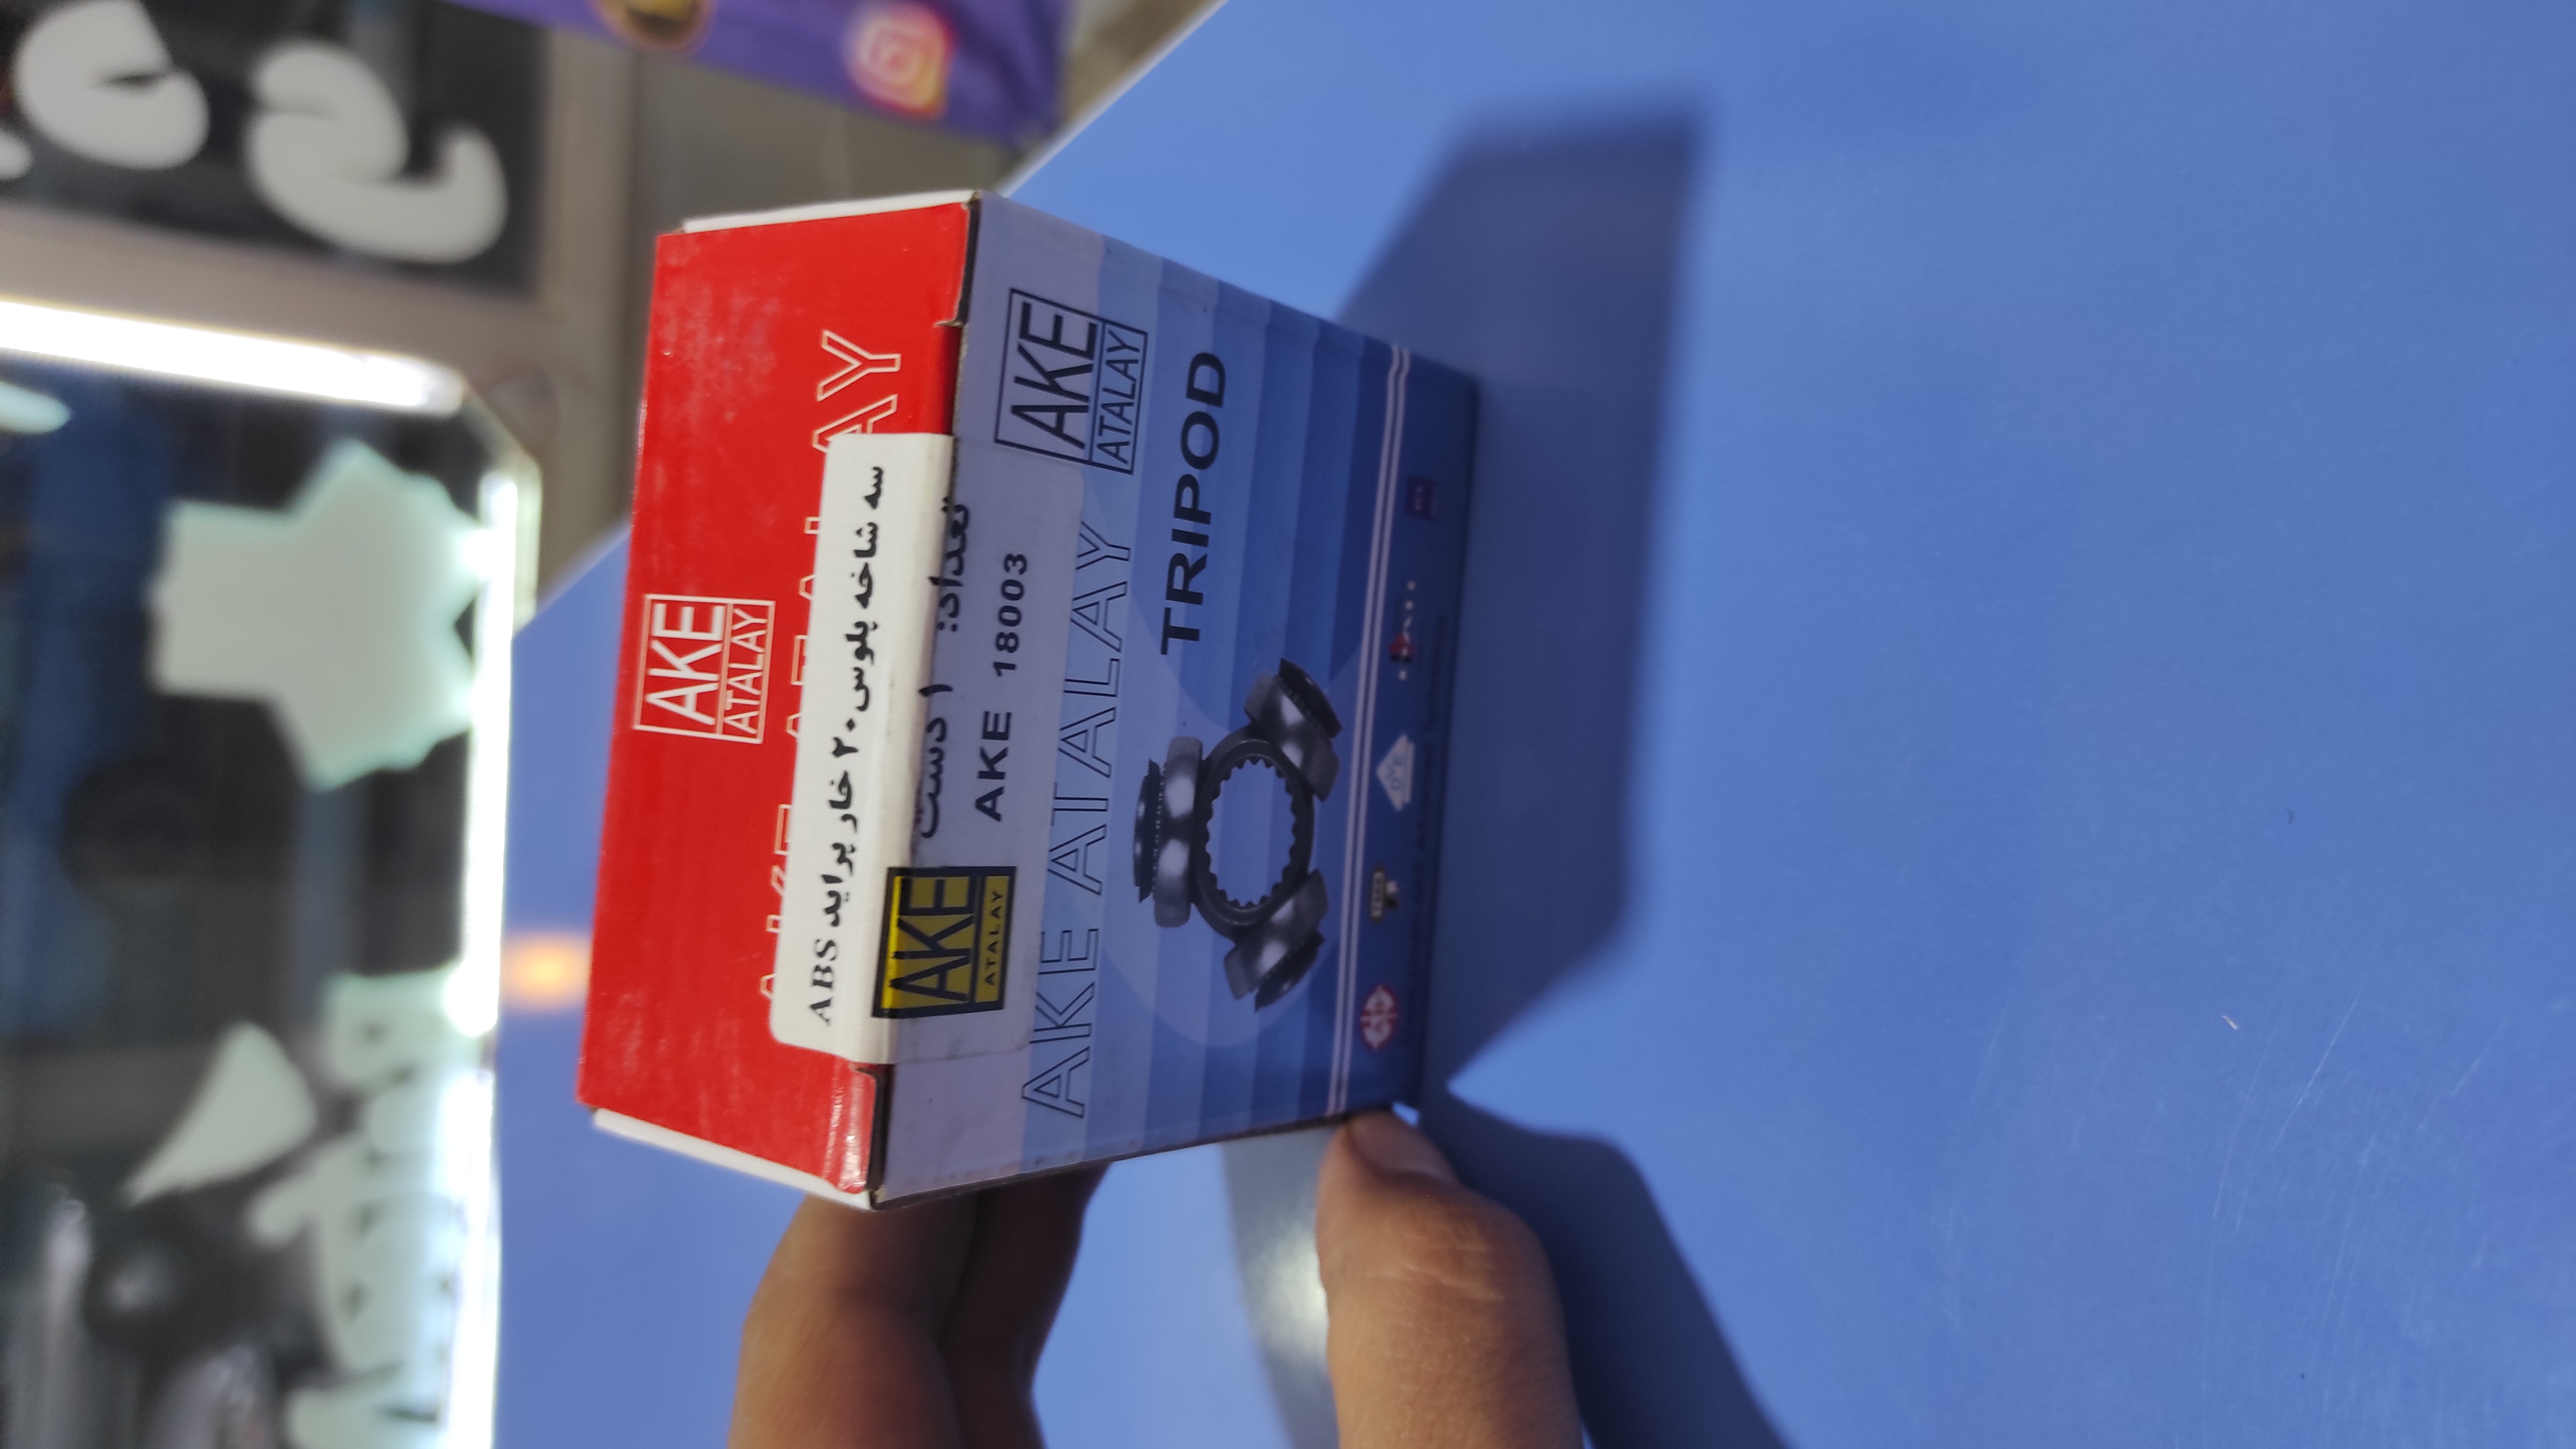 AKE
ATALAY
سه شاخه پلوس ۲۰ خار پراید ABS
تعداد: ۱ دست
AKE 18003
AKE
ATALAY
AKE
ATALAY
AKE ATALAY
TRIPOD